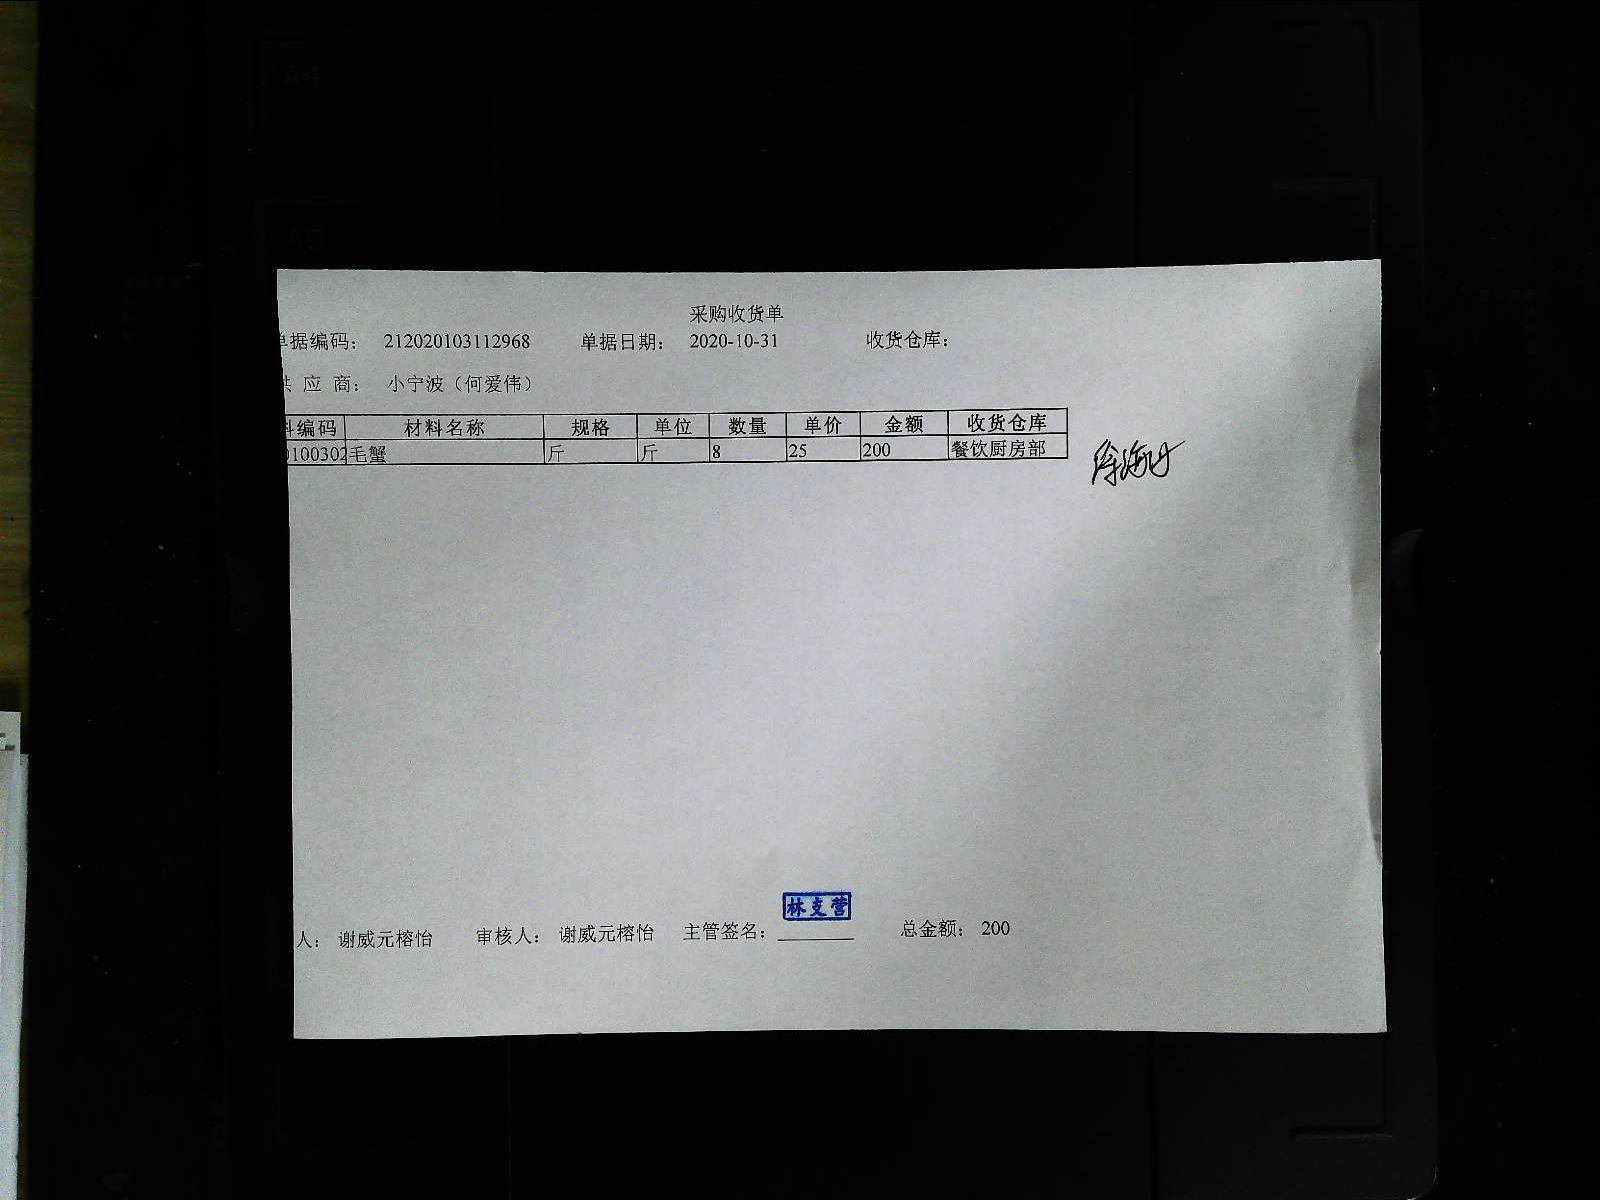 采购收货单
单据编码： 212020103112968 单据日期： 2020-10-31 收货仓库：
供 应 商： 小宁波（何爱伟）
料编码 材料名称 规格 单位 数量 单价 金额 收货仓库
0100302 毛蟹 斤 斤 8 25 200 餐饮厨房部
林支营
人： 谢威元榕怡 审核人： 谢威元榕怡 主管签名： 总金额： 200